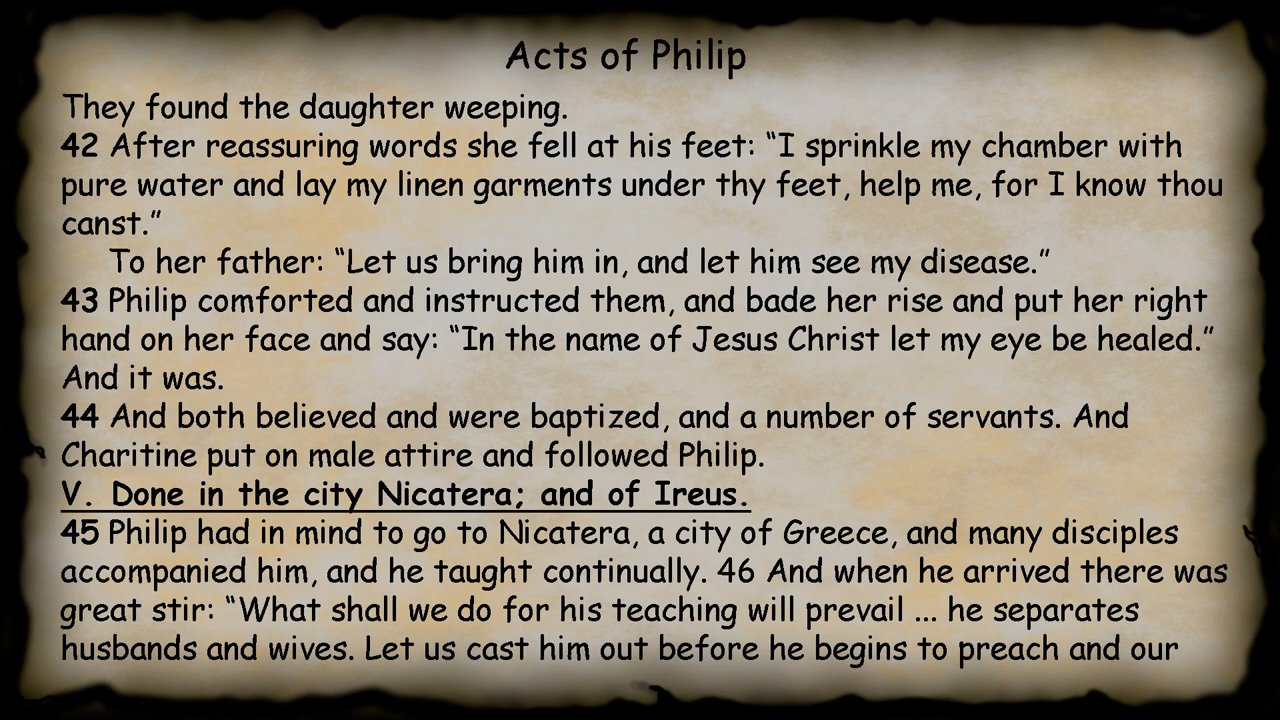 Acts of Philip
They found the daughter weeping.
42 After reassuring words she fell at his feet: “I sprinkle my chamber with
pure water and lay my linen garments under thy feet, help me, for I know thou
canst.”
To her father: “Let us bring him in, and let him see my disease.”
43 Philip comforted and instructed them, and bade her rise and put her right
hand on her face and say: “In the name of Jesus Christ let my eye be healed.”
And it was.
44 And both believed and were baptized, and a number of servants. And
Charitine put on male attire and followed Philip.
V. Done in the city Nicatera; and of Ireus.
45 Philip had in mind to go to Nicatera, a city of Greece, and many disciples
accompanied him, and he taught continually. 46 And when he arrived there was
great stir: “What shall we do for his teaching will prevail ... he separates
husbands and wives. Let us cast him out before he begins to preach and our